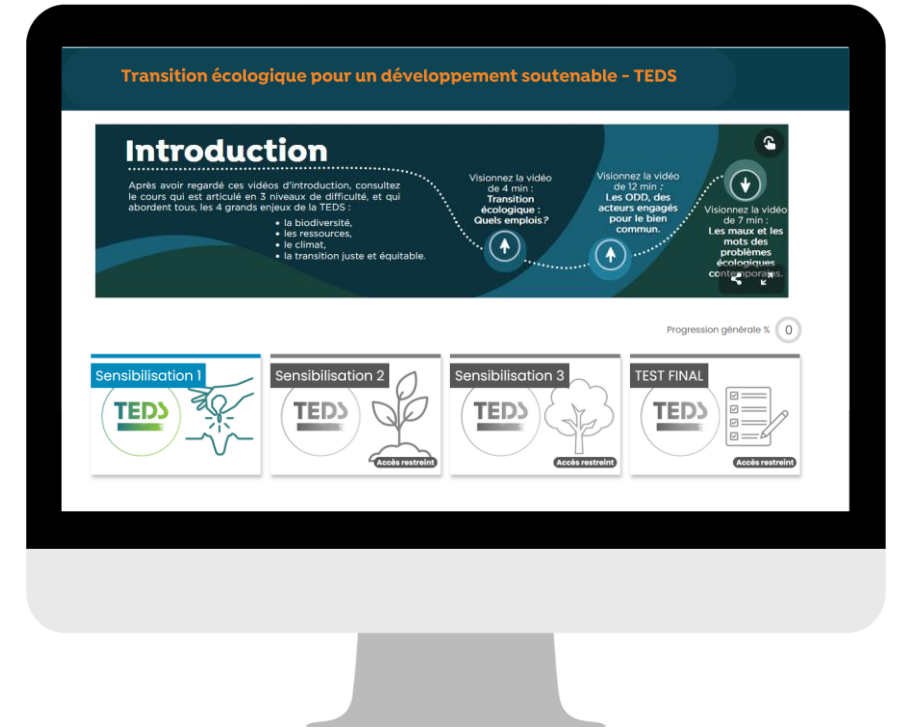 Transition écologique pour un développement soutenable - TEDS
Introduction
Après avoir regardé ces vidéos d'introduction, consultez
le cours qui est articulé en 3 niveaux de difficulté, et qui
abordent tous, les 4 grands enjeux de la TEDS :
• la biodiversité,
• les ressources,
• le climat,
• la transition juste et équitable.
Visionnez la vidéo
de 4 min :
Transition
écologique :
Quels emplois?
Visionnez la vidéo
de 12 min :
Les ODD, des
acteurs engagés
pour le bien
commun.
Visionnez la vidéo
de 7 min :
Les maux et les
mots des
problèmes
écologiques
contemporains.
Progression générale % 0
Sensibilisation 1
TEDS
Sensibilisation 2
TEDS
Accès restreint
Sensibilisation 3
TEDS
Accès restreint
TEST FINAL
TEDS
Accès restreint